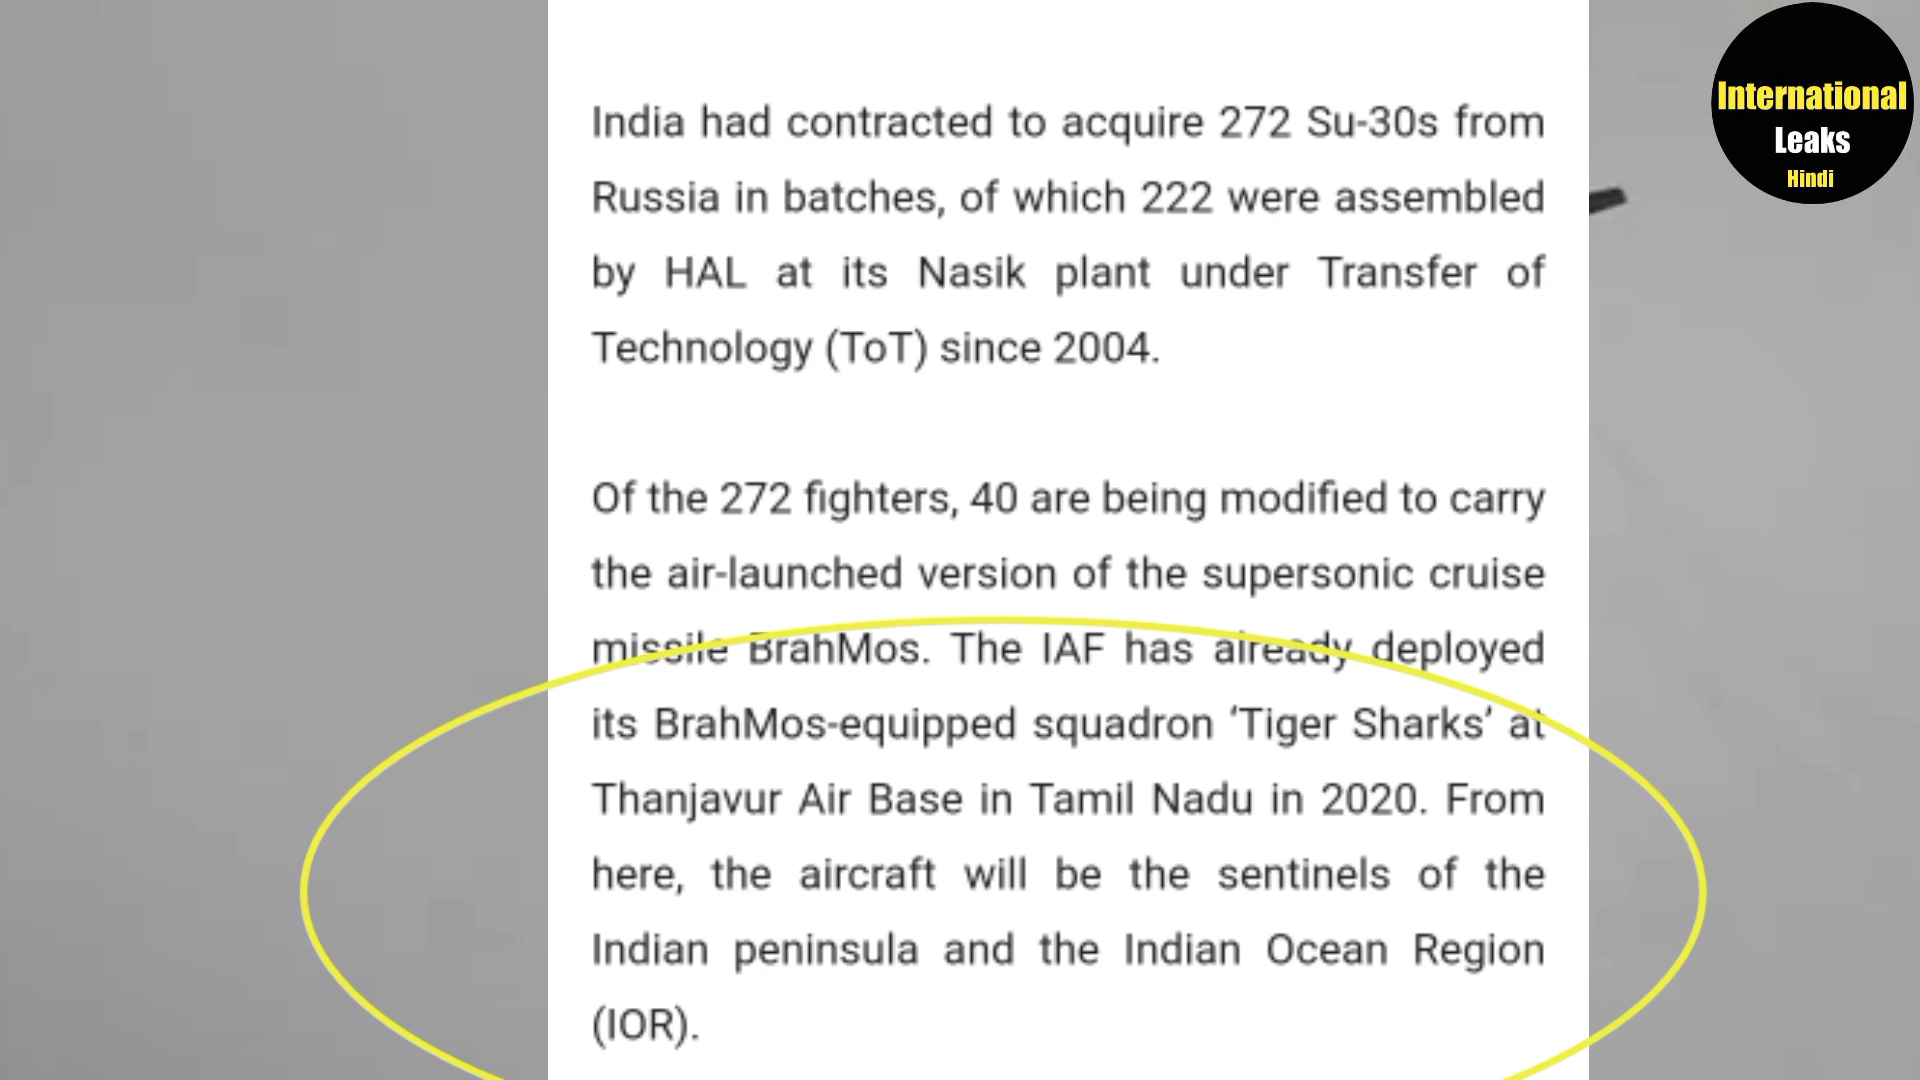 International
Leaks
Hindi
India had contracted to acquire 272 Su-30s from
Russia in batches, of which 222 were assembled
by HAL at its Nasik plant under Transfer of
Technology (ToT) since 2004.
Of the 272 fighters, 40 are being modified to carry
the air-launched version of the supersonic cruise
missile BrahMos. The IAF has already deployed
its BrahMos-equipped squadron ‘Tiger Sharks’ at
Thanjavur Air Base in Tamil Nadu in 2020. From
here, the aircraft will be the sentinels of the
Indian peninsula and the Indian Ocean Region
(IOR).